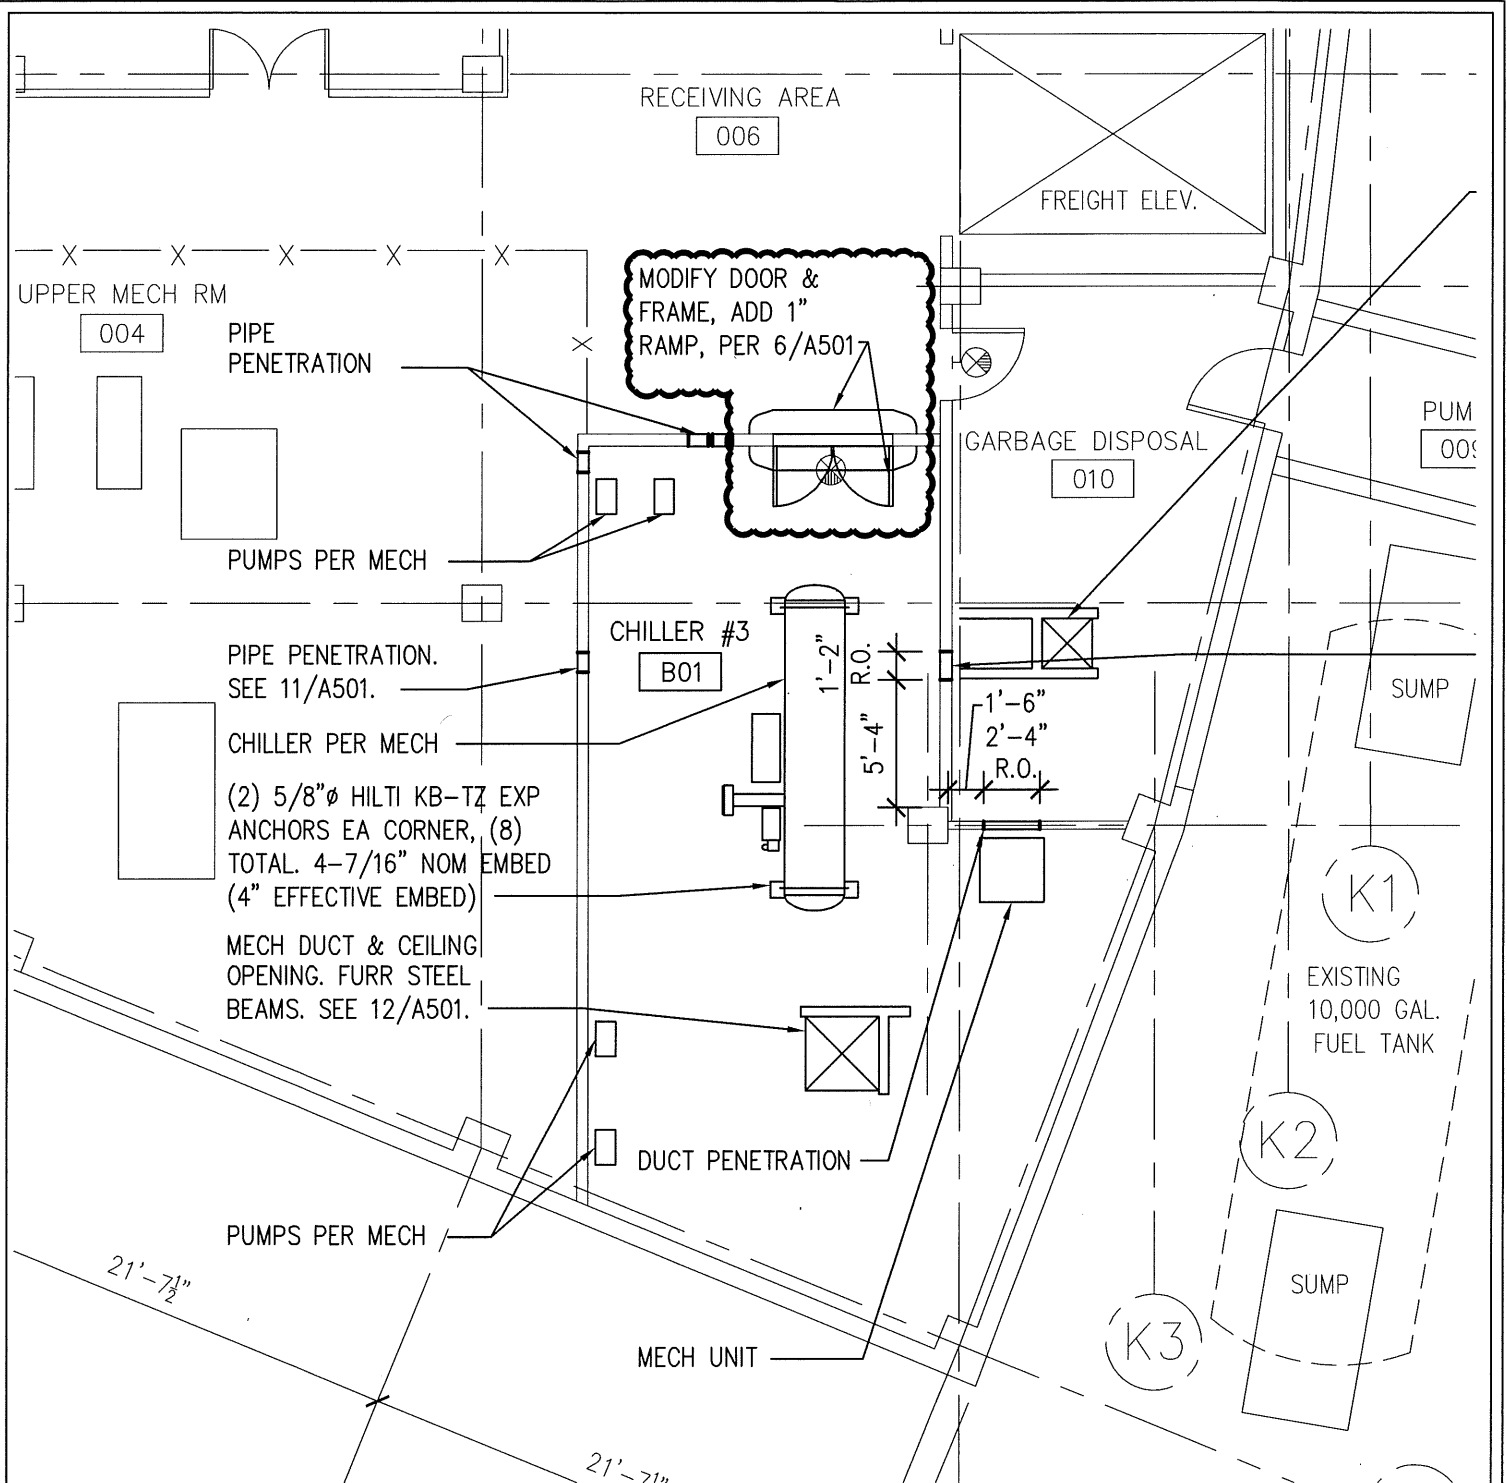 RECEIVING AREA
006
FREIGHT ELEV.
UPPER MECH RM
004
PIPE
PENETRATION
MODIFY DOOR &
FRAME, ADD 1"
RAMP, PER 6/A501
GARBAGE DISPOSAL
010
PUMPS PER MECH
CHILLER #3
B01
PIPE PENETRATION.
SEE 11/A501.
1'-2"
R.O.
5'-4"
1'-6"
2'-4"
R.O.
SUMP
CHILLER PER MECH
(2) 5/8"ø HILTI KB-TZ EXP
ANCHORS EA CORNER, (8)
TOTAL. 4-7/16" NOM EMBED
(4" EFFECTIVE EMBED)
K1
MECH DUCT & CEILING
OPENING. FURR STEEL
BEAMS. SEE 12/A501.
EXISTING
10,000 GAL.
FUEL TANK
K2
DUCT PENETRATION
PUMPS PER MECH
21'-7½"
SUMP
K3
MECH UNIT